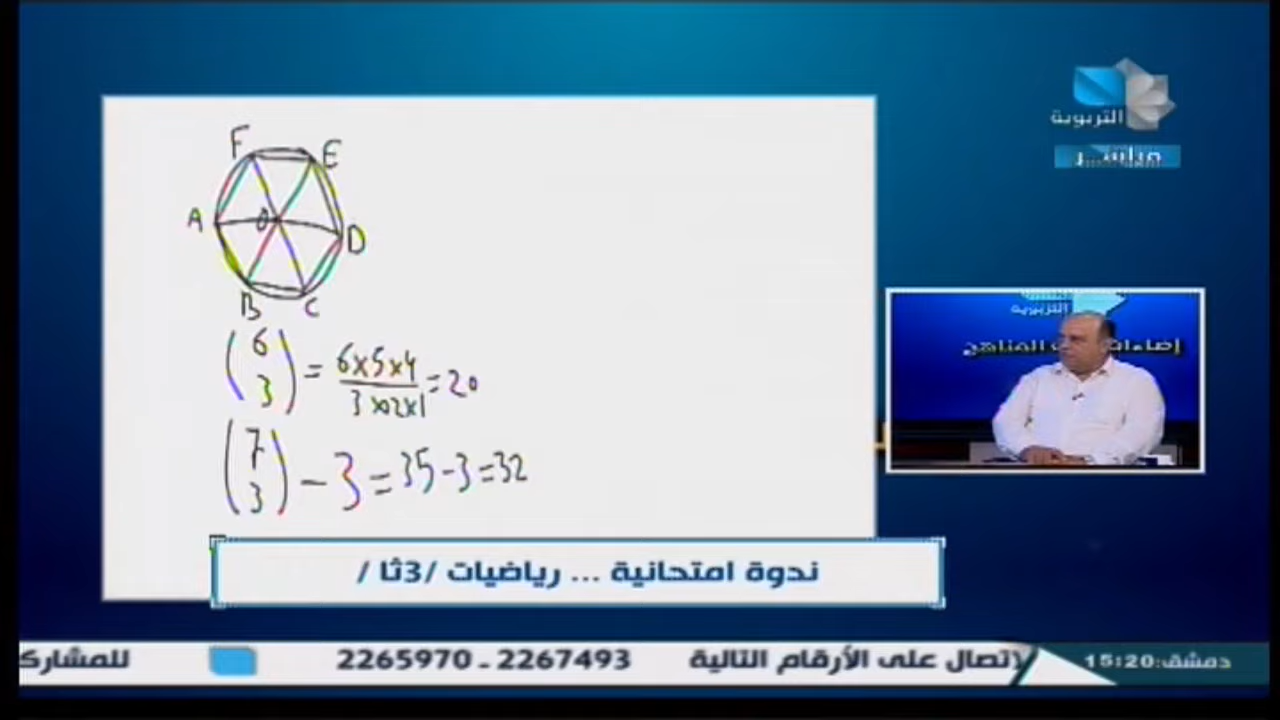 التربوية
مباشر
F E
A O D
B C
(6 3) = 6x5x4 / 3x2x1 = 20
(7 3) - 3 = 35 - 3 = 32
التربوية
المناهج
ندوة امتحانية ... رياضيات /3ثا /
للمشارك
2265970 ـ 2267493
لاتصال على الأرقام التالية
دمشق: 15:20